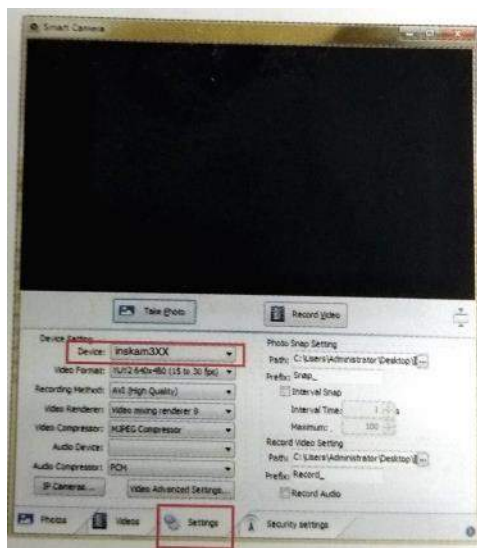 Smart Camera
Take Photo
Record Video
Device Setting
Device: inskam3XX
Video Format: YUY2 640x480 (15 to 30 fps)
Recording Method: AVI (High Quality)
Video Renderer: Video mixing renderer 9
Video Compressor: MJPEG Compressor
Audio Device:
Audio Compressor: PCM
IP Cameras...
Video Advanced Settings...
Photo Snap Setting
Path: C:\Users\Administrator\Desktop\
...
Prefix: Snap_
Interval Snap
Interval Time: 1 s
Maximum: 100
Record Video Setting
Path: C:\Users\Administrator\Desktop\
...
Prefix: Record_
Record Audio
Photos
Videos
Settings
Security settings